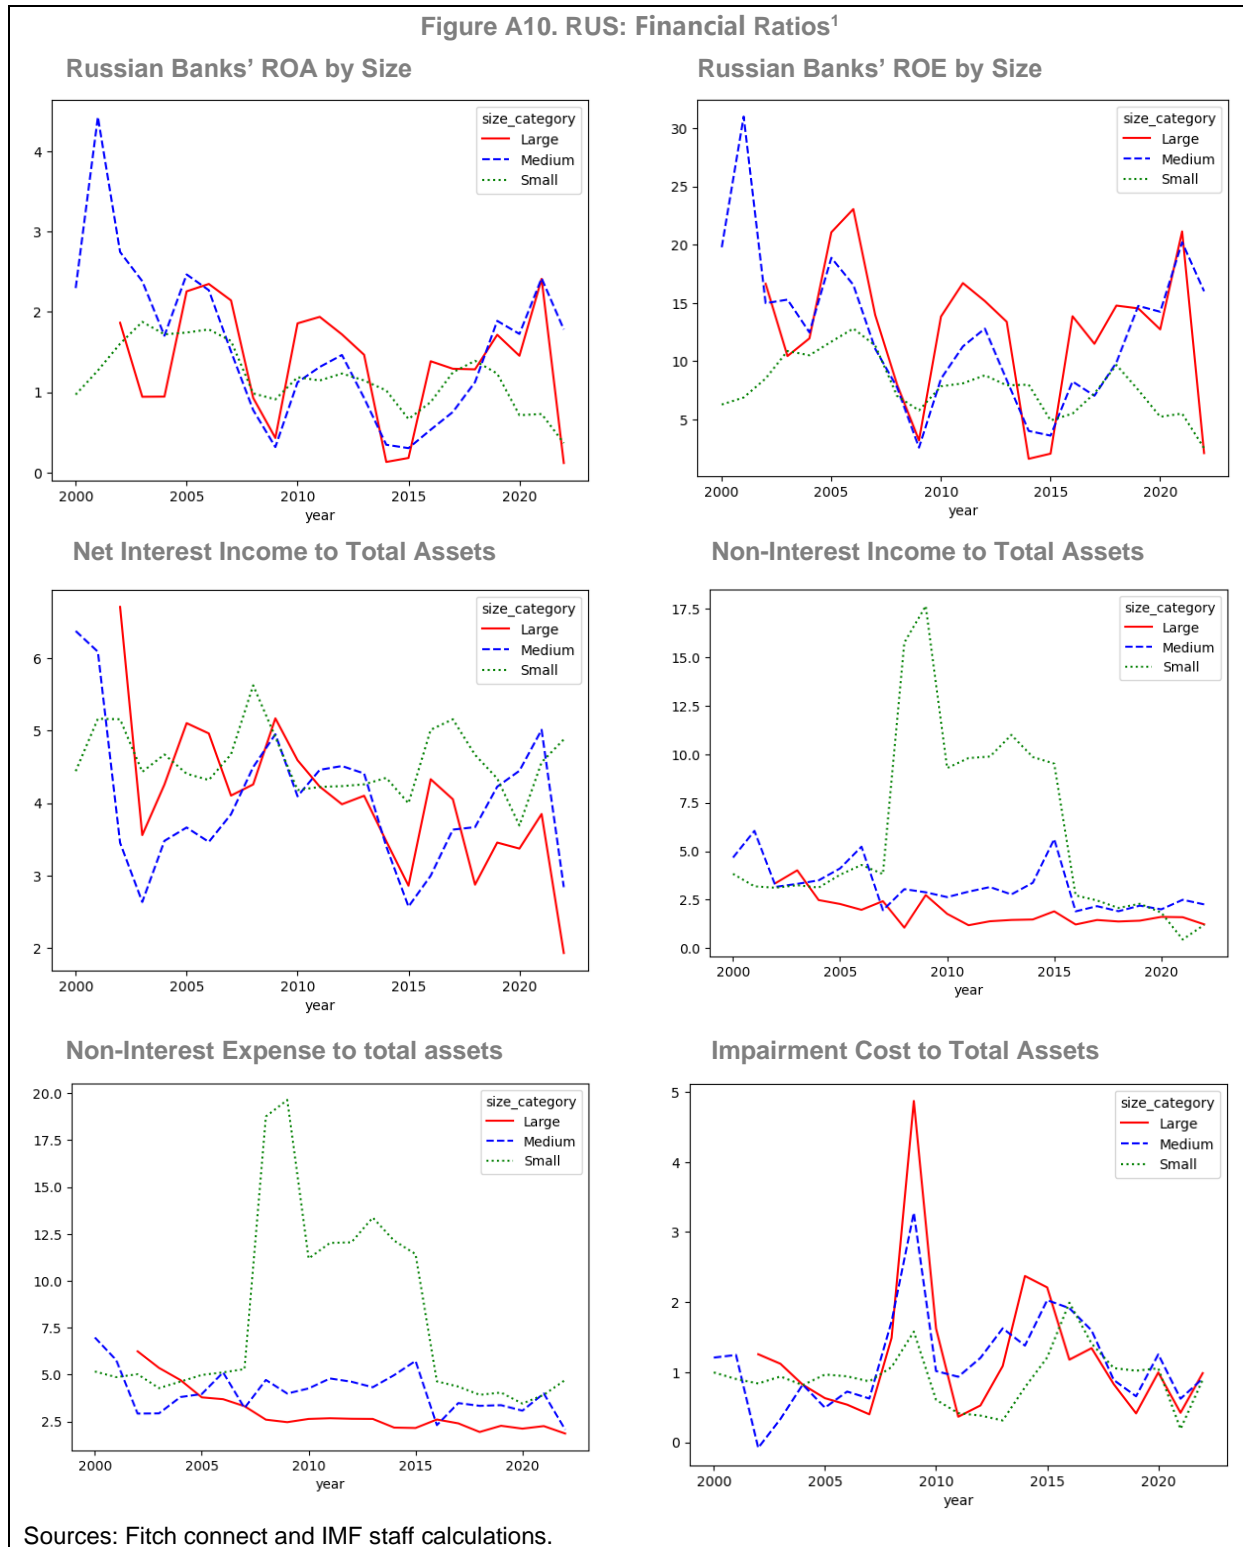 Figure A10. RUS: Financial Ratios¹
Russian Banks’ ROA by Size
4
3
2
1
0
2000 2005 2010 2015 2020
year
size_category
Large
Medium
Small
Russian Banks’ ROE by Size
30
25
20
15
10
5
2000 2005 2010 2015 2020
year
size_category
Large
Medium
Small
Net Interest Income to Total Assets
6
5
4
3
2
2000 2005 2010 2015 2020
year
size_category
Large
Medium
Small
Non-Interest Income to Total Assets
17.5
15.0
12.5
10.0
7.5
5.0
2.5
0.0
2000 2005 2010 2015 2020
year
size_category
Large
Medium
Small
Non-Interest Expense to total assets
20.0
17.5
15.0
12.5
10.0
7.5
5.0
2.5
2000 2005 2010 2015 2020
year
size_category
Large
Medium
Small
Impairment Cost to Total Assets
5
4
3
2
1
0
2000 2005 2010 2015 2020
year
size_category
Large
Medium
Small
Sources: Fitch connect and IMF staff calculations.